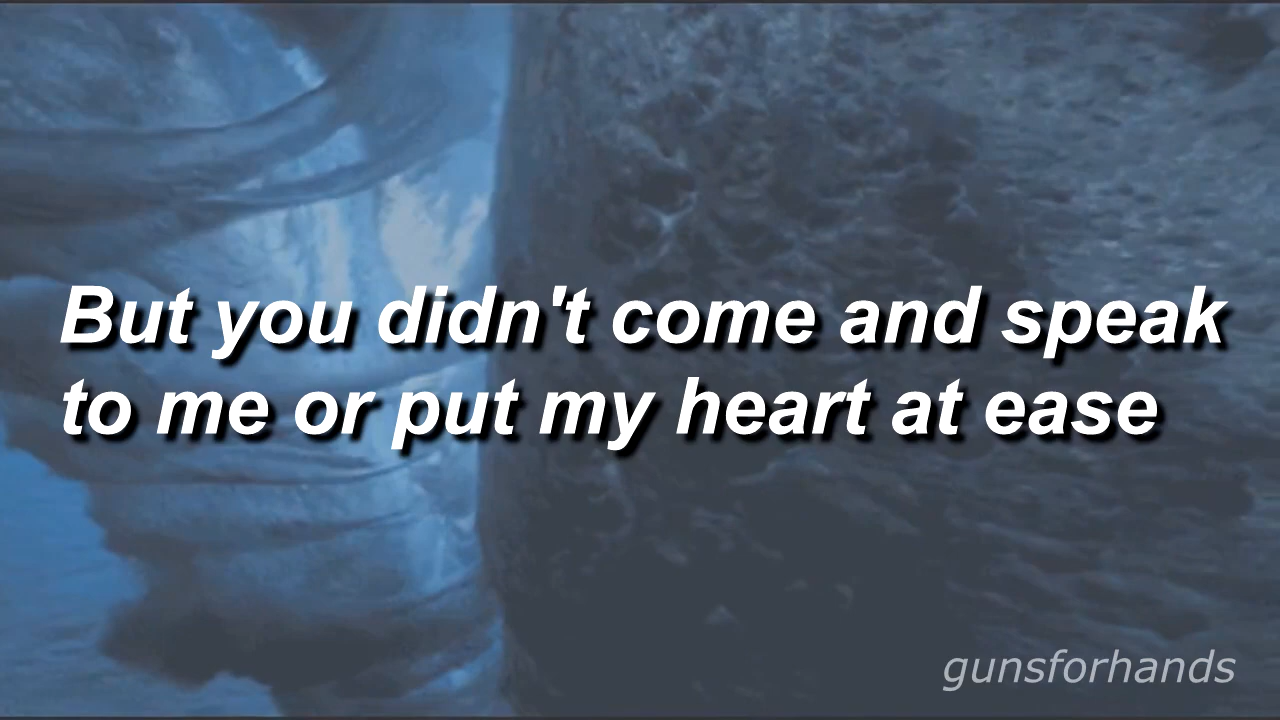 But you didn't come and speak
to me or put my heart at ease
gunsforhands